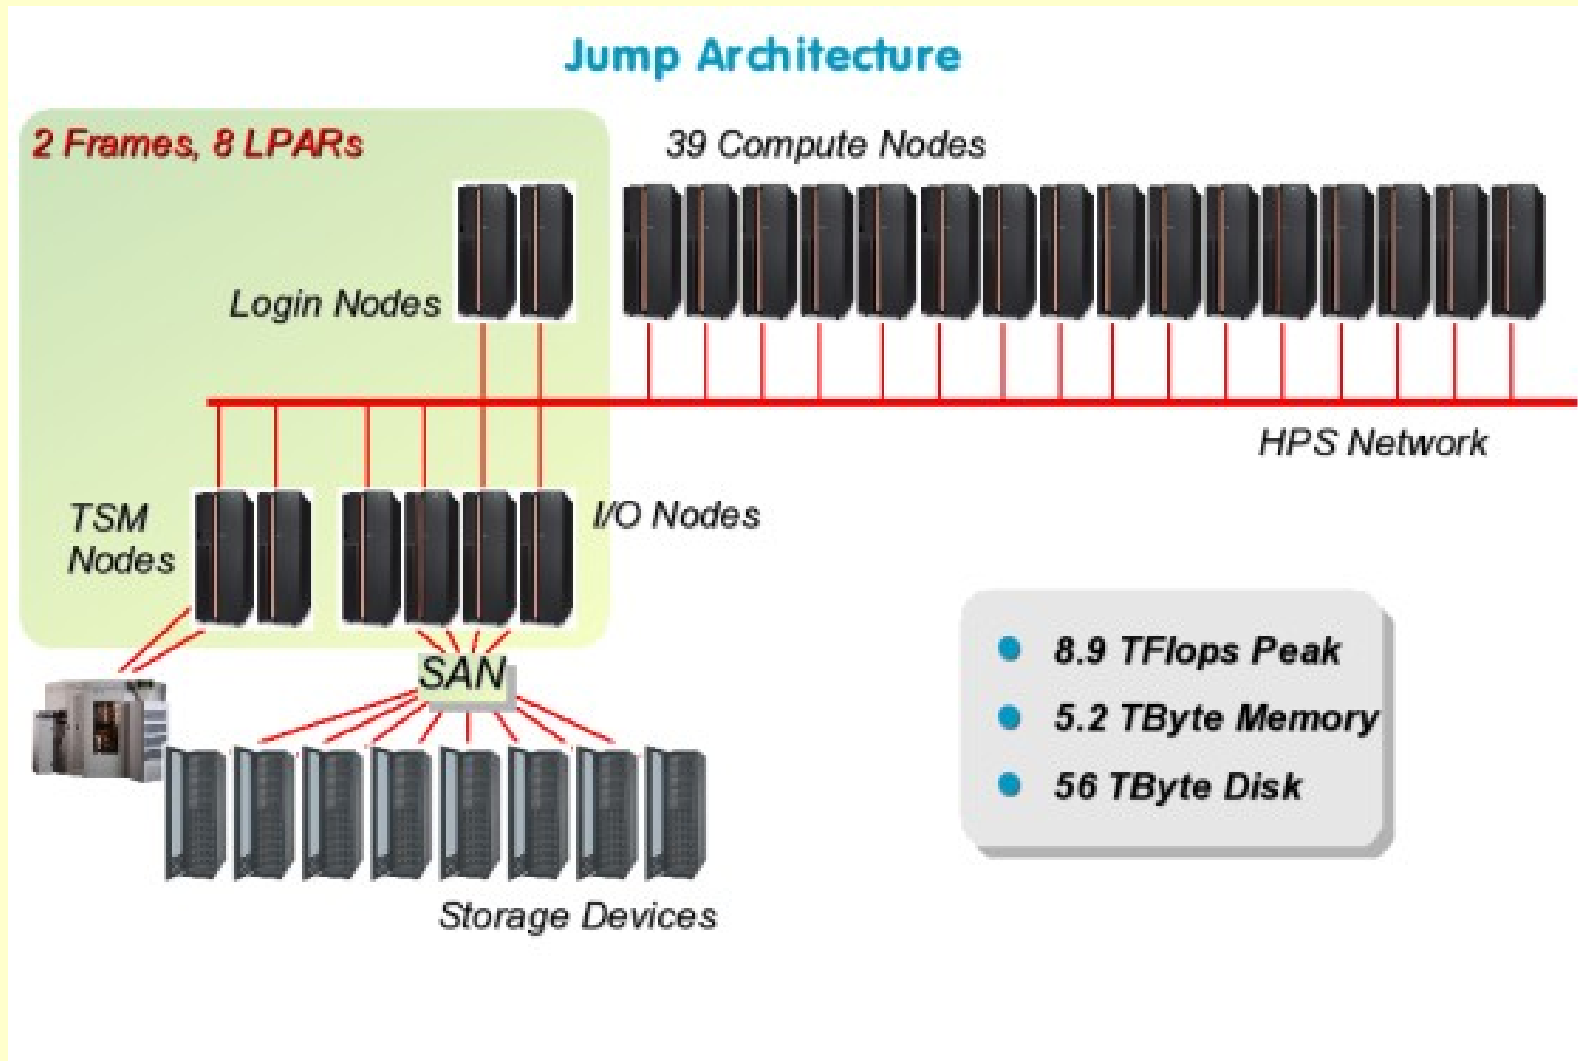 Jump Architecture
2 Frames, 8 LPARs
39 Compute Nodes
Login Nodes
HPS Network
TSM
Nodes
I/O Nodes
SAN
8.9 TFlops Peak
5.2 TByte Memory
56 TByte Disk
Storage Devices